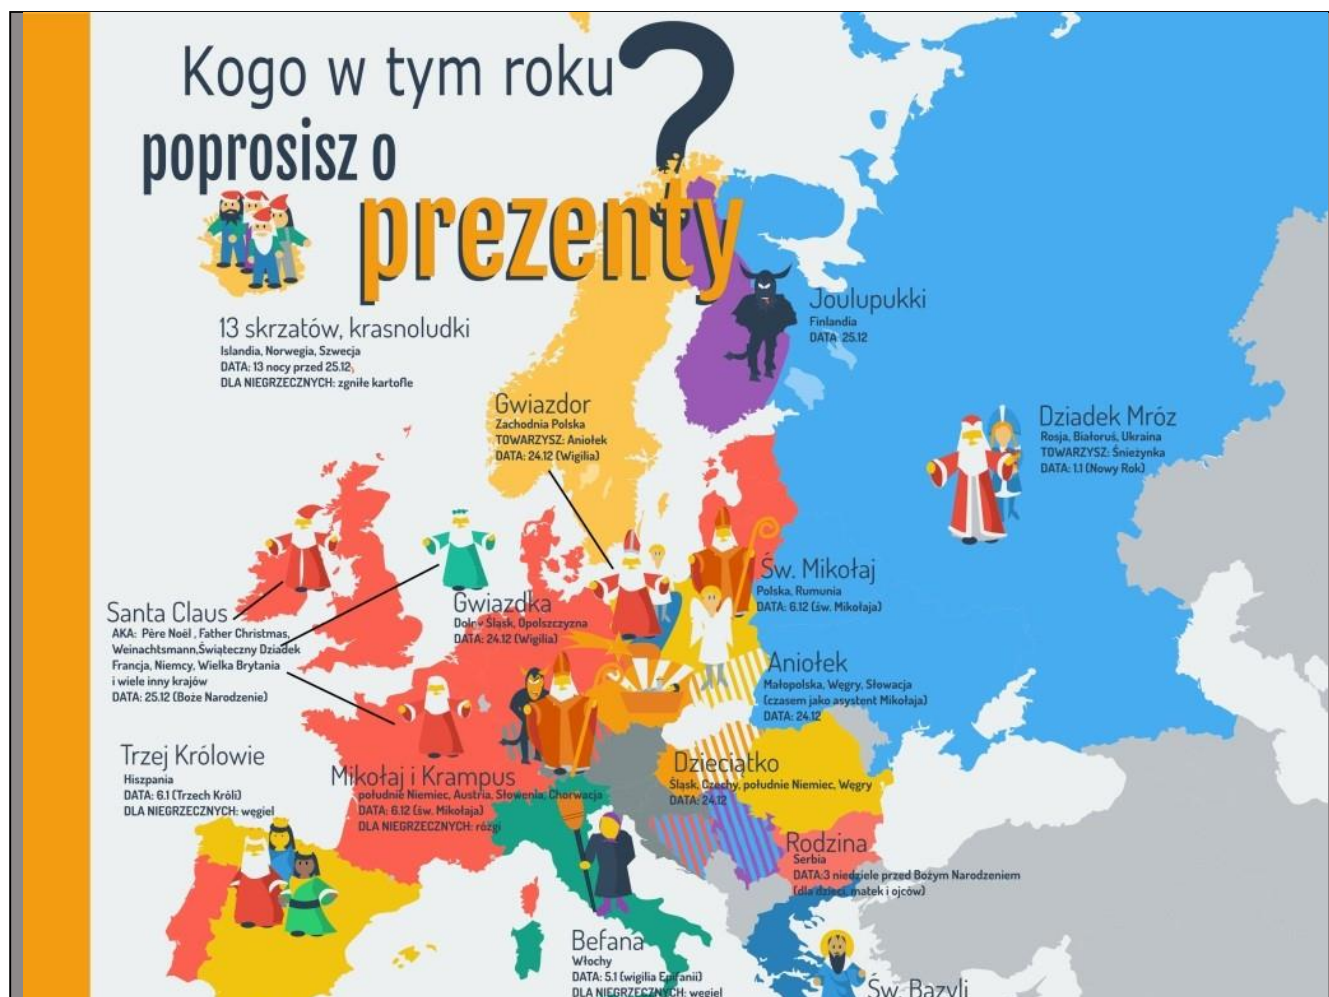 Kogo w tym roku
poprosisz o
prezenty
?
13 skrzatów, krasnoludki
Islandia, Norwegia, Szwecja
DATA: 13 nocy przed 25.12
DLA NIEGRZECZNYCH: zgniłe kartofle
Joulupukki
Finlandia
DATA 25.12
Gwiazdor
Zachodnia Polska
TOWARZYSZ: Aniołek
DATA: 24.12 (Wigilia)
Dziadek Mróz
Rosja, Białoruś, Ukraina
TOWARZYSZ: Śnieżynka
DATA: 1.1 (Nowy Rok)
Św. Mikołaj
Polska, Rumunia
DATA: 6.12 (św. Mikołaja)
Gwiazdka
Śląsk, Opolszczyzna
DATA: 24.12 (Wigilia)
Santa Claus
AKA: Père Noël , Father Christmas,
Weinachtsmann,Świąteczny Dziadek
Francja, Niemcy, Wielka Brytania
i wiele inny krajów
DATA: 25.12 (Boże Narodzenie)
Aniołek
Małopolska, Węgry, Słowacja
(czasem jako asystent Mikołaja)
DATA: 24.12
Trzej Królowie
Hiszpania
DATA: 6.1 (Trzech Króli)
DLA NIEGRZECZNYCH: węgiel
Mikołaj i Krampus
południe Niemiec, Austria, Słowenia, Chorwacja
DATA: 6.12 (św. Mikołaja)
DLA NIEGRZECZNYCH: rózgi
Dzieciątko
Śląsk, Czechy, południe Niemiec, Węgry
DATA: 24.12
Rodzina
Serbia
DATA:3 niedziele przed Bożym Narodzeniem
(dla dzieci, matek i ojców)
Befana
Włochy
DATA: 5.1 (wigilia Epifanii)
DLA NIEGRZECZNYCH: węgiel
Św. Bazyli